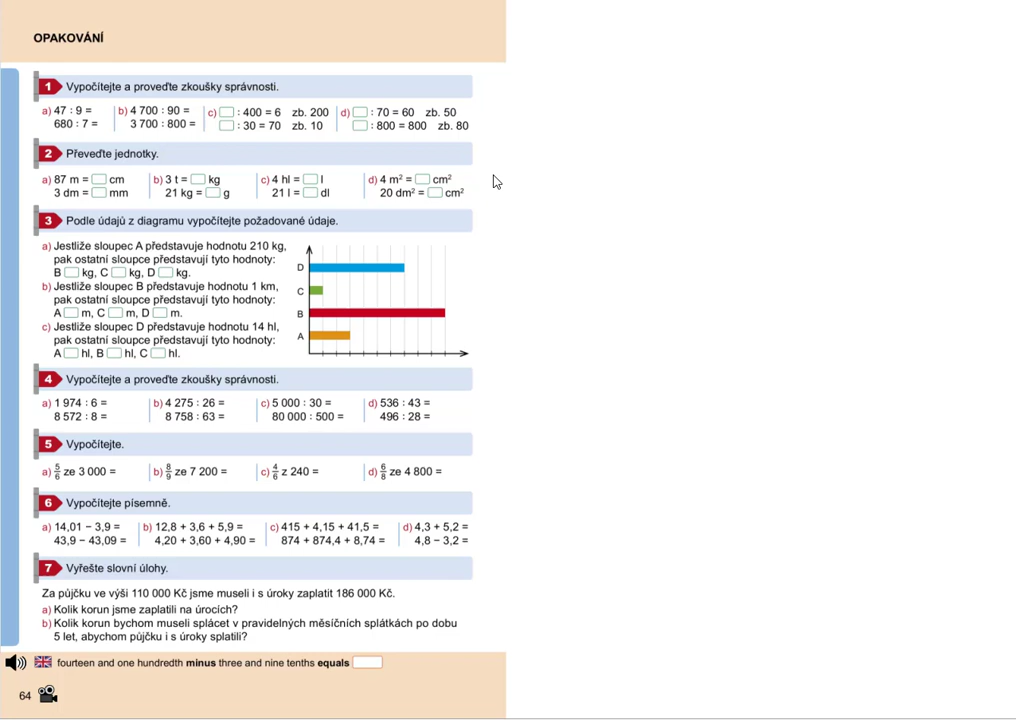 OPAKOVÁNÍ
1 Vypočítejte a proveďte zkoušky správnosti.
a) 47 : 9 = b) 4 700 : 90 = c) □ : 400 = 6 zb. 200 d) □ : 70 = 60 zb. 50
680 : 7 = 3 700 : 800 = □ : 30 = 70 zb. 10 □ : 800 = 800 zb. 80
2 Převeďte jednotky.
a) 87 m = □ cm b) 3 t = □ kg c) 4 hl = □ l d) 4 m² = □ cm²
3 dm = □ mm 21 kg = □ g 21 l = □ dl 20 dm² = □ cm²
3 Podle údajů z diagramu vypočítejte požadované údaje.
a) Jestliže sloupec A představuje hodnotu 210 kg,
pak ostatní sloupce představují tyto hodnoty:
B □ kg, C □ kg, D □ kg.
b) Jestliže sloupec B představuje hodnotu 1 km,
pak ostatní sloupce představují tyto hodnoty:
A □ m, C □ m, D □ m.
c) Jestliže sloupec D představuje hodnotu 14 hl,
pak ostatní sloupce představují tyto hodnoty:
A □ hl, B □ hl, C □ hl.
D
C
B
A
4 Vypočítejte a proveďte zkoušky správnosti.
a) 1 974 : 6 = b) 4 275 : 26 = c) 5 000 : 30 = d) 536 : 43 =
8 572 : 8 = 8 758 : 63 = 80 000 : 500 = 496 : 28 =
5 Vypočítejte.
a) 5/6 ze 3 000 = b) 8/9 ze 7 200 = c) 4/6 z 240 = d) 6/8 ze 4 800 =
6 Vypočítejte písemně.
a) 14,01 − 3,9 = b) 12,8 + 3,6 + 5,9 = c) 415 + 4,15 + 41,5 = d) 4,3 + 5,2 =
43,9 − 43,09 = 4,20 + 3,60 + 4,90 = 874 + 874,4 + 8,74 = 4,8 − 3,2 =
7 Vyřešte slovní úlohy.
Za půjčku ve výši 110 000 Kč jsme museli i s úroky zaplatit 186 000 Kč.
a) Kolik korun jsme zaplatili na úrocích?
b) Kolik korun bychom museli splácet v pravidelných měsíčních splátkách po dobu
5 let, abychom půjčku i s úroky splatili?
fourteen and one hundredth minus three and nine tenths equals
64